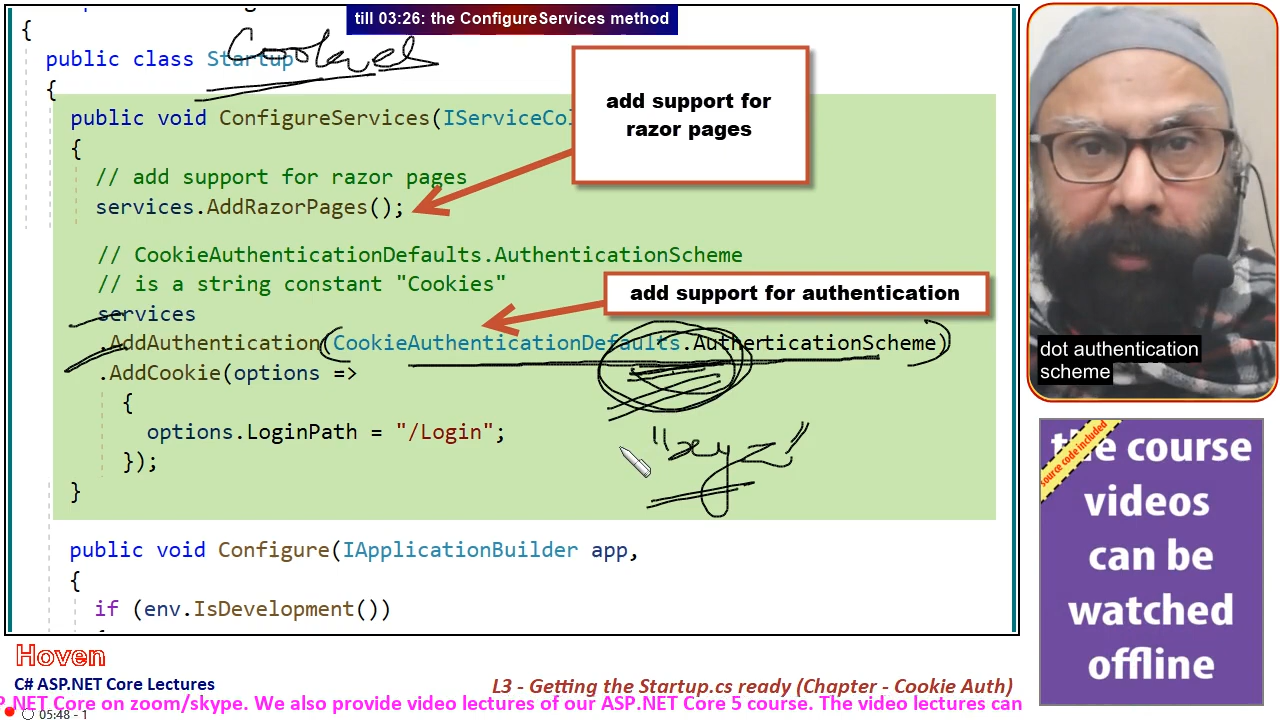 till 03:26: the ConfigureServices method
{
public class Startup
{
public void ConfigureServices(IServiceCol
{
// add support for razor pages
services.AddRazorPages();
add support for
razor pages
// CookieAuthenticationDefaults.AuthenticationScheme
// is a string constant "Cookies"
services
add support for authentication
.AddAuthentication(CookieAuthenticationDefaults.AuthenticationScheme)
.AddCookie(options =>
{
options.LoginPath = "/Login";
"xyz"
});
}
public void Configure(IApplicationBuilder app,
{
if (env.IsDevelopment())
dot authentication
scheme
source code included
the course
videos
can be
watched
offline
Hoven
C# ASP.NET Core Lectures
L3 - Getting the Startup.cs ready (Chapter - Cookie Auth)
P.NET Core on zoom/skype. We also provide video lectures of our ASP.NET Core 5 course. The video lectures can
05:48 - 1